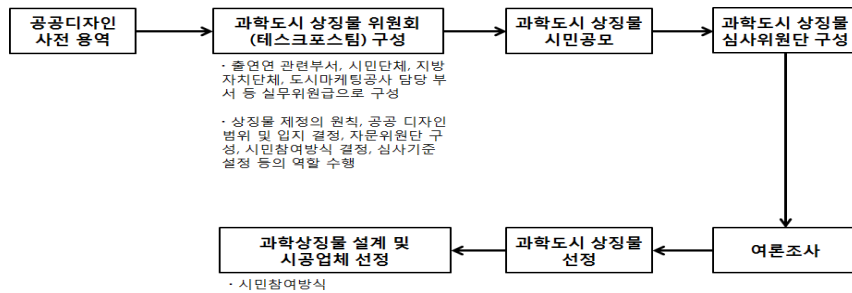 공공디자인
사전 용역
과학도시 상징물 위원회
(테스크포스팀) 구성
· 출연연 관련부서, 시민단체, 지방
자치단체, 도시마케팅공사 담당 부
서 등 실무위원급으로 구성
· 상징물 제정의 원칙, 공공 디자인
범위 및 입지 결정, 자문위원단 구
성, 시민참여방식 결정, 심사기준
설정 등의 역할 수행
과학도시 상징물
시민공모
과학도시 상징물
심사위원단 구성
여론조사
과학도시 상징물
선정
과학상징물 설계 및
시공업체 선정
· 시민참여방식